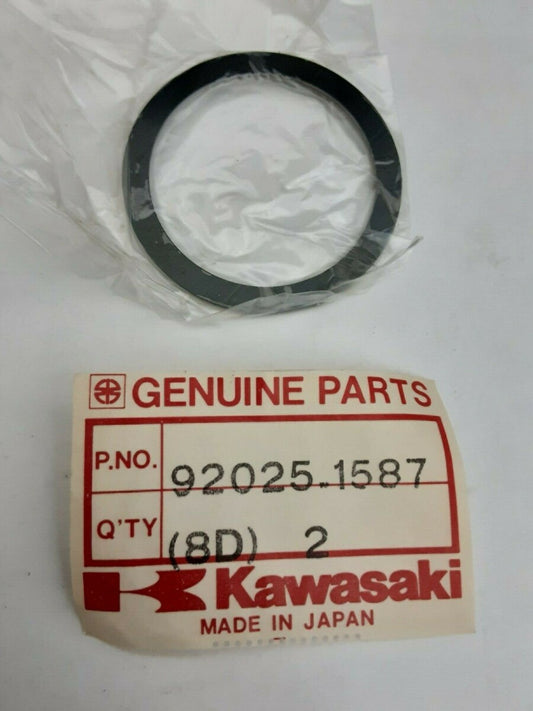 GENUINE PARTS
P.NO. 92025-1587
Q'TY (8D) 2
Kawasaki
MADE IN JAPAN